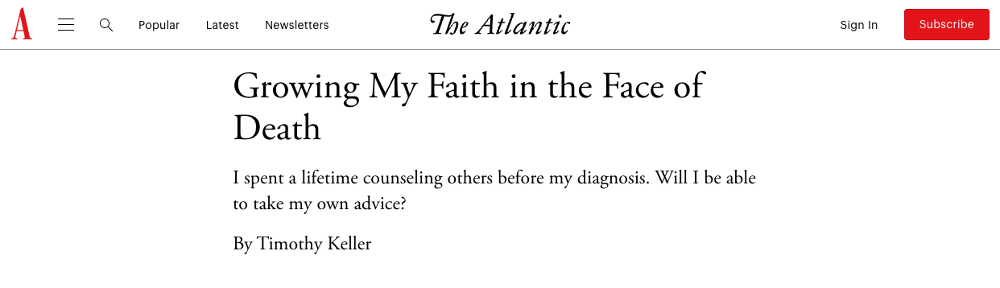 A Popular Latest Newsletters The Atlantic Sign In Subscribe
Growing My Faith in the Face of
Death
I spent a lifetime counseling others before my diagnosis. Will I be able
to take my own advice?
By Timothy Keller